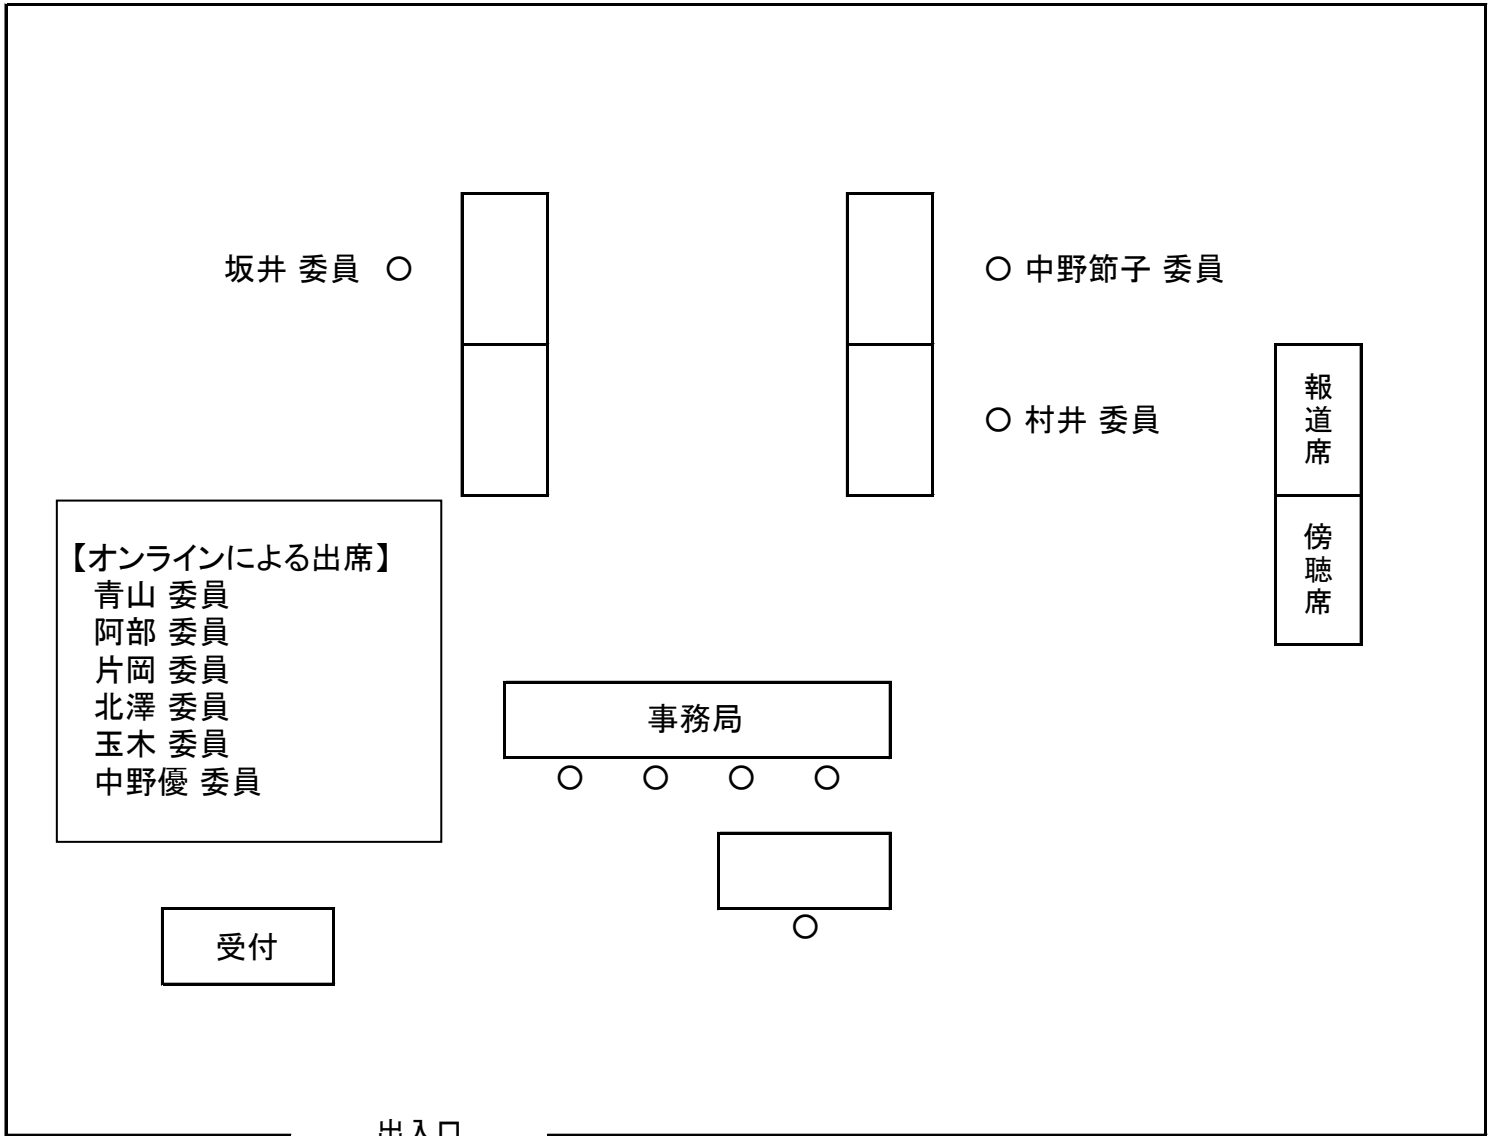 坂井 委員 ○
○ 中野節子 委員
○ 村井 委員
報道席
傍聴席
【オンラインによる出席】
青山 委員
阿部 委員
片岡 委員
北澤 委員
玉木 委員
中野優 委員
事務局
○ ○ ○ ○
○
受付
出入口